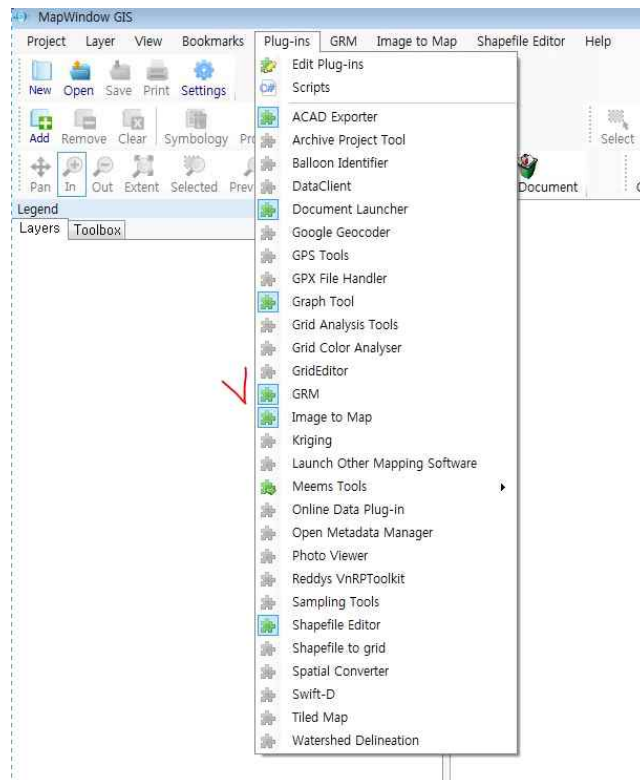 MapWindow GIS
Project Layer View Bookmarks Plug-ins GRM Image to Map Shapefile Editor Help
New Open Save Print Settings
Add Remove Clear Symbology Select
Pan In Out Extent Selected Document
Legend
Layers Toolbox
Edit Plug-ins
C# Scripts
ACAD Exporter
Archive Project Tool
Balloon Identifier
DataClient
Document Launcher
Google Geocoder
GPS Tools
GPX File Handler
Graph Tool
Grid Analysis Tools
Grid Color Analyser
GridEditor
GRM
Image to Map
Kriging
Launch Other Mapping Software
Meems Tools
Online Data Plug-in
Open Metadata Manager
Photo Viewer
Reddys VnRPToolkit
Sampling Tools
Shapefile Editor
Shapefile to grid
Spatial Converter
Swift-D
Tiled Map
Watershed Delineation